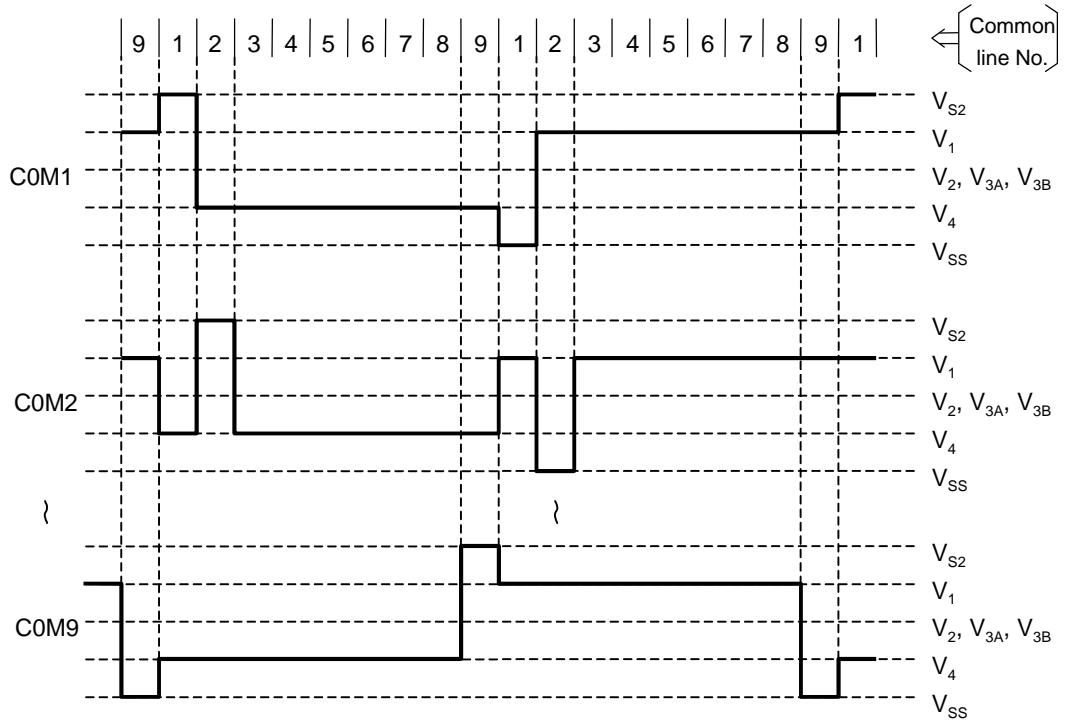 9 1 2 3 4 5 6 7 8 9 1 2 3 4 5 6 7 8 9 1
Common
line No.
V_S2
V_1
C0M1
V_2, V_3A, V_3B
V_4
V_SS
V_S2
V_1
C0M2
V_2, V_3A, V_3B
V_4
V_SS
V_S2
V_1
C0M9
V_2, V_3A, V_3B
V_4
V_SS